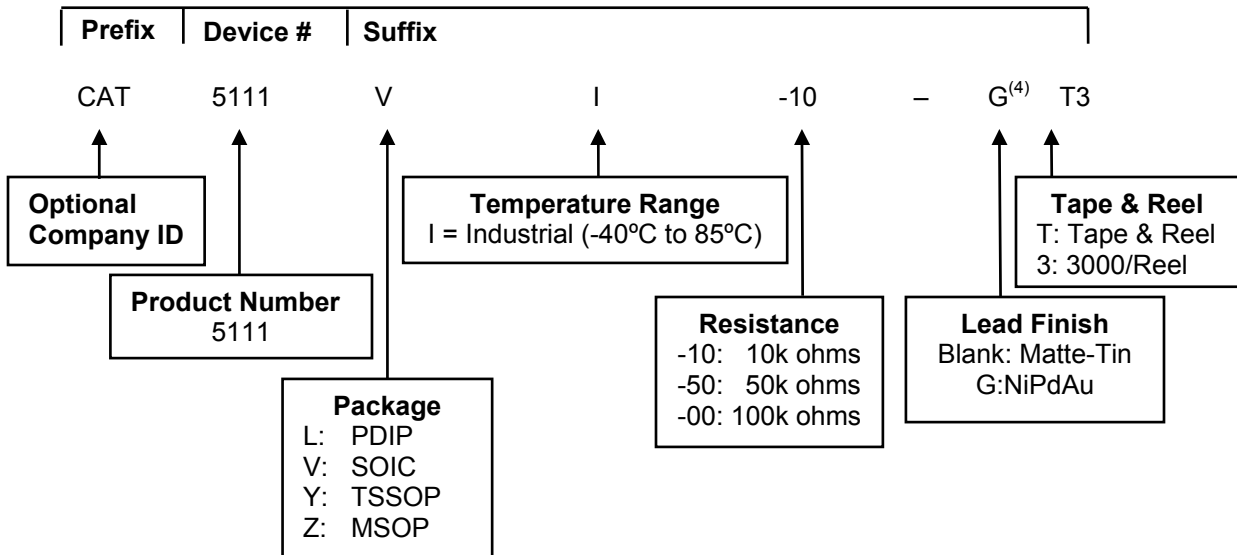 Prefix Device # Suffix
CAT 5111 V I -10 – G(4) T3
Optional
Company ID
Product Number
5111
Package
L: PDIP
V: SOIC
Y: TSSOP
Z: MSOP
Temperature Range
I = Industrial (-40ºC to 85ºC)
Resistance
-10: 10k ohms
-50: 50k ohms
-00: 100k ohms
Lead Finish
Blank: Matte-Tin
G:NiPdAu
Tape & Reel
T: Tape & Reel
3: 3000/Reel